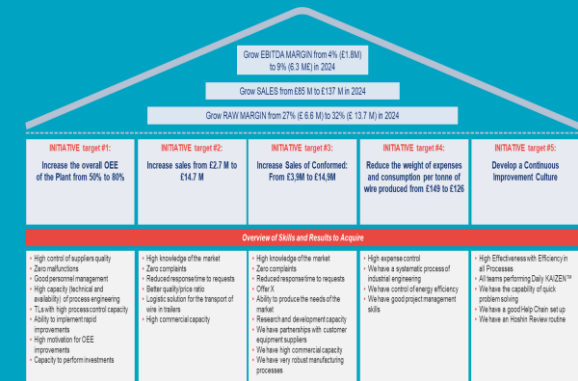 Grow EBITDA MARGIN from 4% (£1.8M)
to 9% (6.3 M£) in 2024
Grow SALES from £85 M to £137 M in 2024
Grow RAW MARGIN from 27% (£ 6.6 M) to 32% (£ 13.7 M) in 2024
INITIATIVE target #1:
Increase the overall OEE
of the Plant from 50% to 80%
INITIATIVE target #2:
Increase sales from £2.7 M to
£14.7 M
INITIATIVE target #3:
Increase Sales of Conformed:
From £3,9M to £14,9M
INITIATIVE target #4:
Reduce the weight of expenses
and consumption per tonne of
wire produced from £149 to £126
INITIATIVE target #5:
Develop a Continuous
Improvement Culture
Overview of Skills and Results to Acquire
• High control of suppliers quality
• Zero malfunctions
• Good personnel management
• High capacity (technical and
availability) of process engineering
• TLs with high process control capacity
• Ability to implement rapid
improvements
• High motivation for OEE
improvements
• Capacity to perform investments
• High knowledge of the market
• Zero complaints
• Reduced response time to requests
• Better quality/price ratio
• Logistic solution for the transport of
wire in trailers
• High commercial capacity
• High knowledge of the market
• Zero complaints
• Reduced response time to requests
• Offer X
• Ability to produce the needs of the
market
• Research and development capacity
• We have partnerships with customer
equipment suppliers
• We have high commercial capacity
• We have very robust manufacturing
processes
• High expense control
• We have a systematic process of
industrial engineering
• We have control of energy efficiency
• We have good project management
skills
• High Effectiveness with Efficiency in
all Processes
• All teams performing Daily KAIZEN™
• We have the capability of quick
problem solving
• We have a good Help Chain set up
• We have an Hoshin Review routine